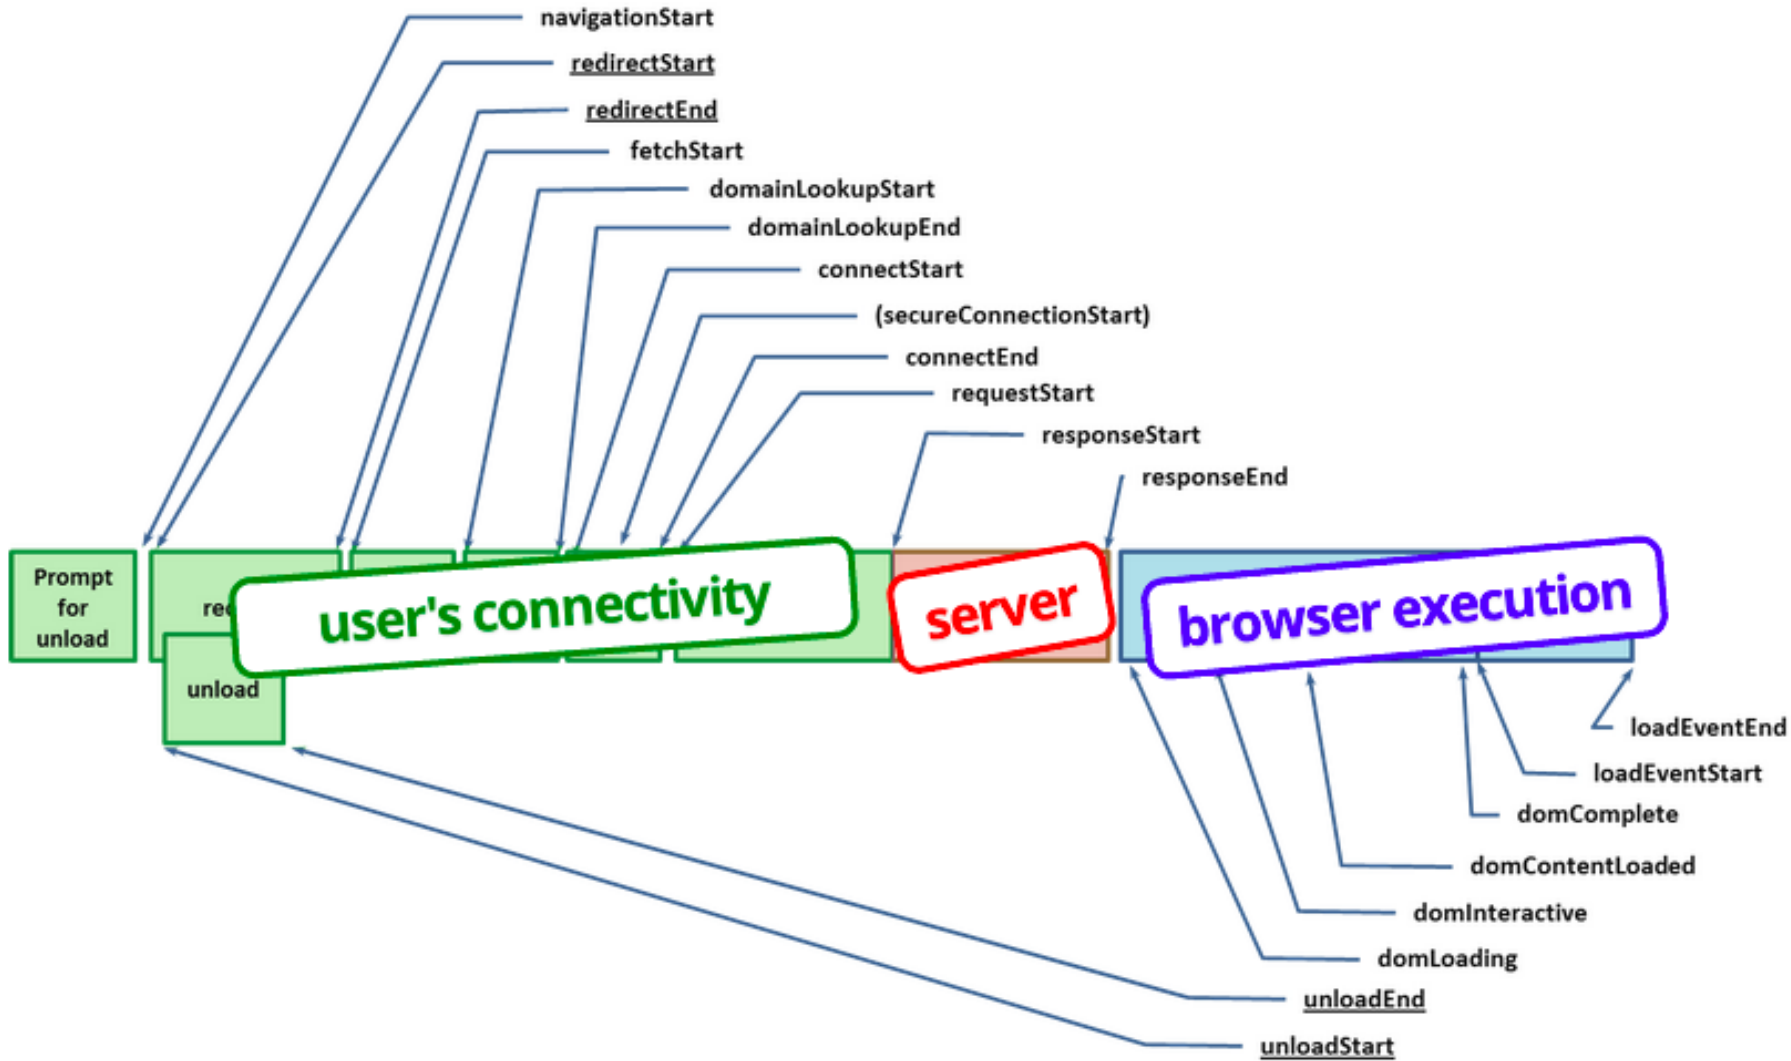 navigationStart
redirectStart
redirectEnd
fetchStart
domainLookupStart
domainLookupEnd
connectStart
(secureConnectionStart)
connectEnd
requestStart
responseStart
responseEnd
Prompt
for
unload
user's connectivity
server
browser execution
unload
loadEventEnd
loadEventStart
domComplete
domContentLoaded
domInteractive
domLoading
unloadEnd
unloadStart